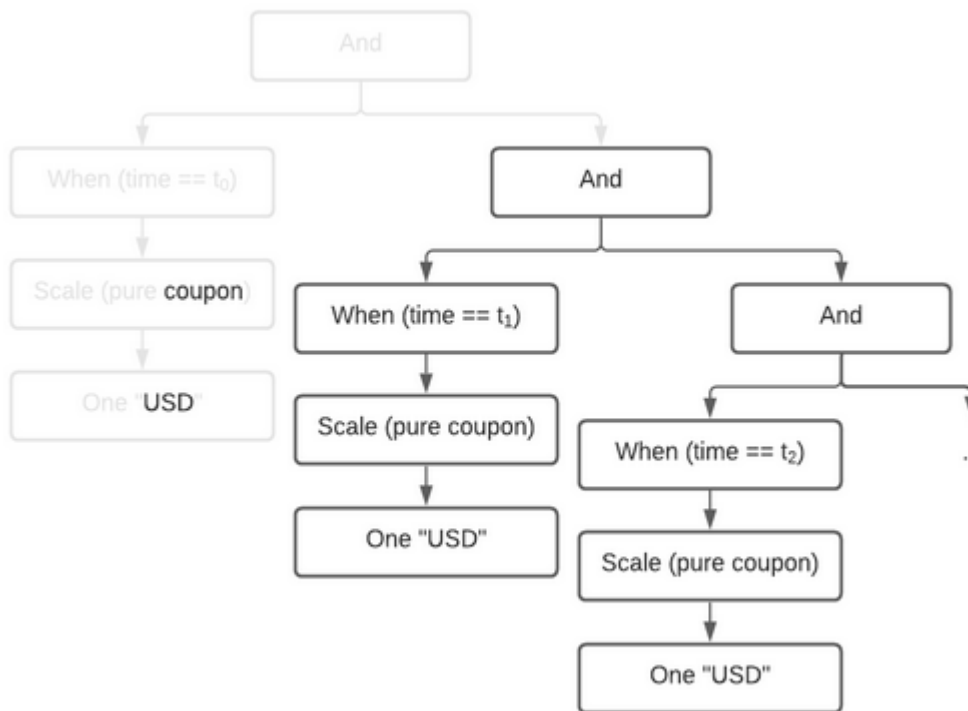 And
When (time == t₀)
Scale (pure coupon)
One "USD"
And
When (time == t₁)
Scale (pure coupon)
One "USD"
And
When (time == t₂)
Scale (pure coupon)
One "USD"
.